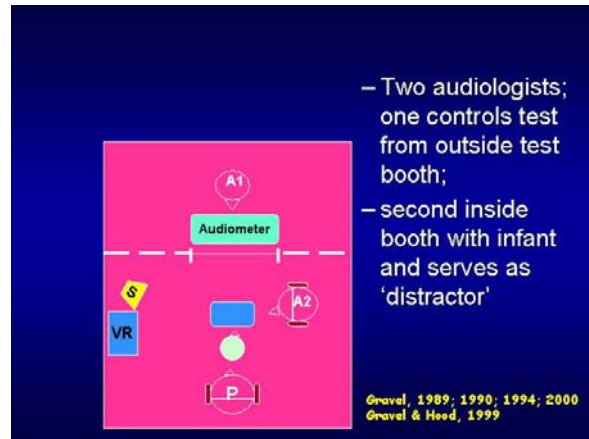 – Two audiologists;
one controls test
from outside test
booth;
– second inside
booth with infant
and serves as
‘distractor’
A1
Audiometer
S
A2
VR
P
Gravel, 1989; 1990; 1994; 2000
Gravel & Hood, 1999